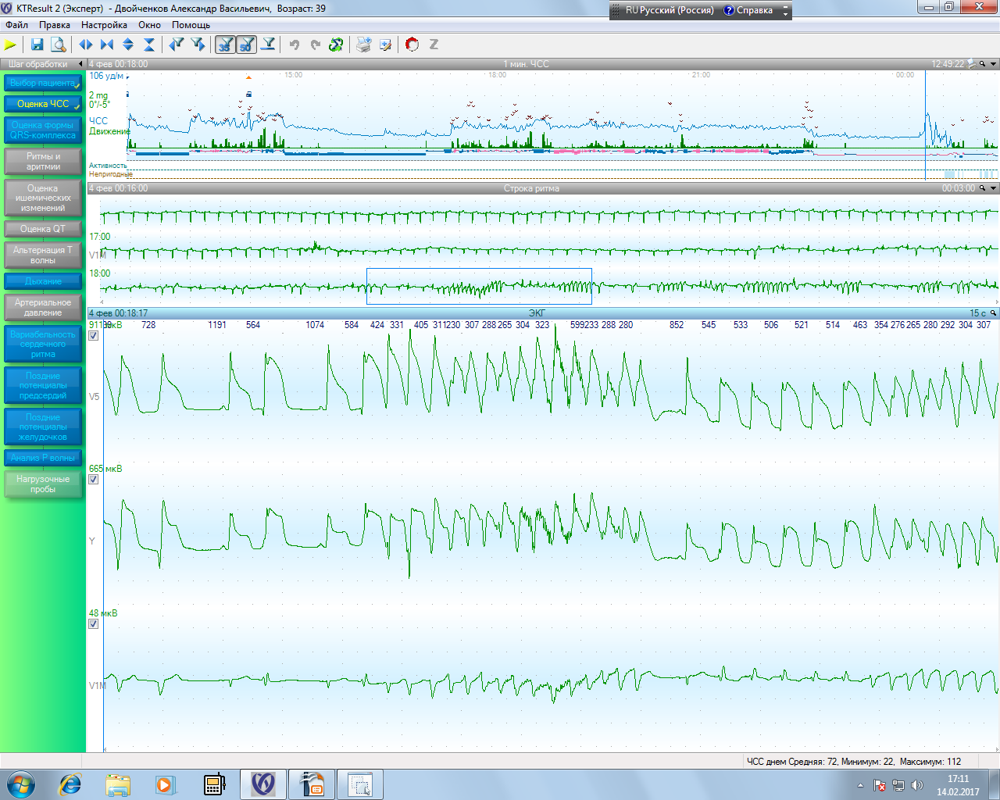 KTResult 2 (Эксперт) - Двойченков Александр Васильевич, Возраст: 39
RU Русский (Россия) Справка
Файл Правка Настройка Окно Помощь
35 50
Шаг обработки
4 фев 00:18:00 1 мин. ЧСС 12:49:22
Выбор пациента
Оценка ЧСС
Оценка формы
QRS-комплекса
Ритмы и
аритмии
Оценка
ишемических
изменений
Оценка QT
Альтернация Т
волны
Дыхание
Артериальное
давление
Вариабельность
сердечного
ритма
Поздние
потенциалы
предсердий
Поздние
потенциалы
желудочков
Анализ Р волны
Нагрузочные
пробы
106 уд/м 15:00 18:00 21:00 00:00
2 mg
0°/-5°
ЧСС
Движение
Активность
Непригодные
4 фев 00:16:00 Строка ритма 00:03:00
17:00
V1M
18:00
4 фев 00:18:17 ЭКГ 15 с
728 1191 564 1074 584 424 331 405 311 230 307 288 265 304 323 599 233 288 280 852 545 533 506 521 514 463 354 276 265 280 292 304 307
V5
665 мкВ
Y
48 мкВ
V1M
ЧСС днем Средняя: 72, Минимум: 22, Максимум: 112
17:11
14.02.2017